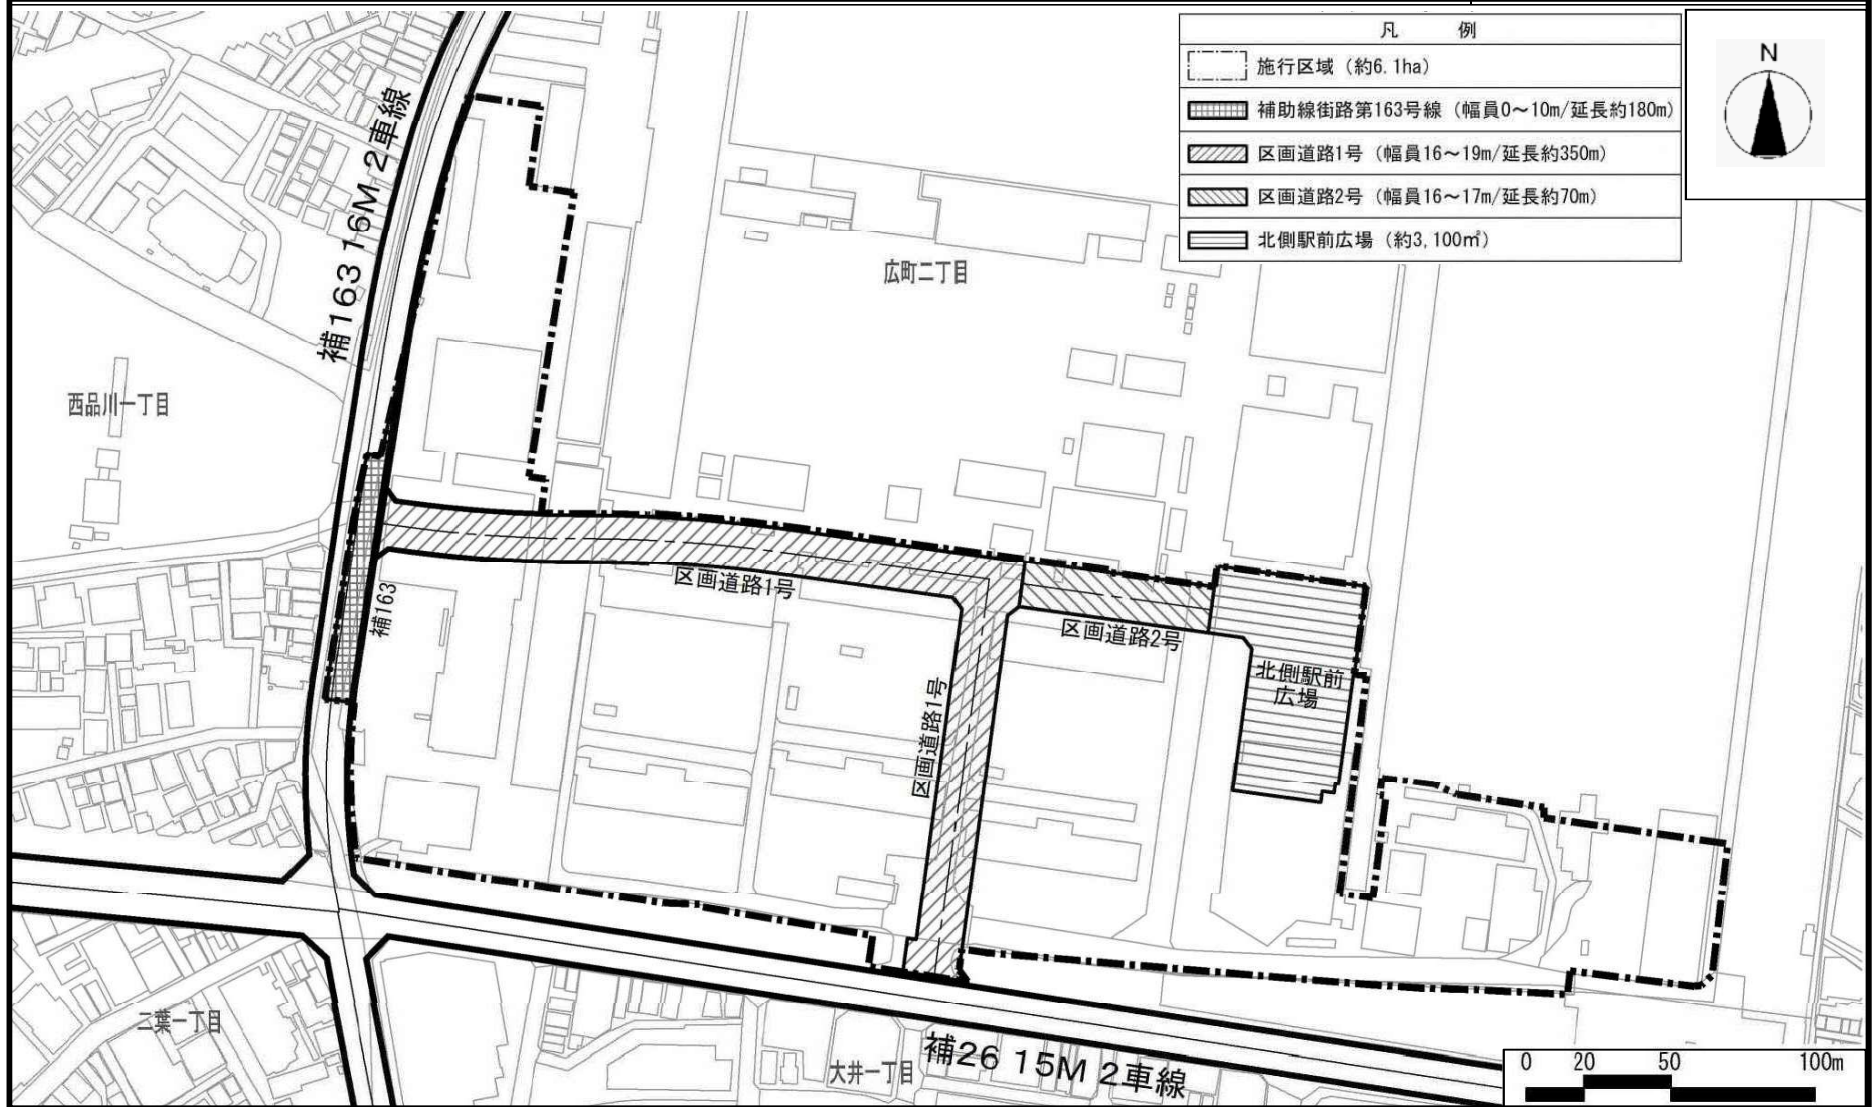 凡　例
施行区域（約6.1ha）
補助線街路第163号線（幅員0～10m/延長約180m）
区画道路1号（幅員16～19m/延長約350m）
区画道路2号（幅員16～17m/延長約70m）
北側駅前広場（約3,100㎡）
N
補163 16M 2車線
広町二丁目
西品川一丁目
区画道路1号
補163
区画道路2号
北側駅前
広場
区画道路1号
二葉一丁目
大井一丁目
補26 15M 2車線
0 20 50 100m